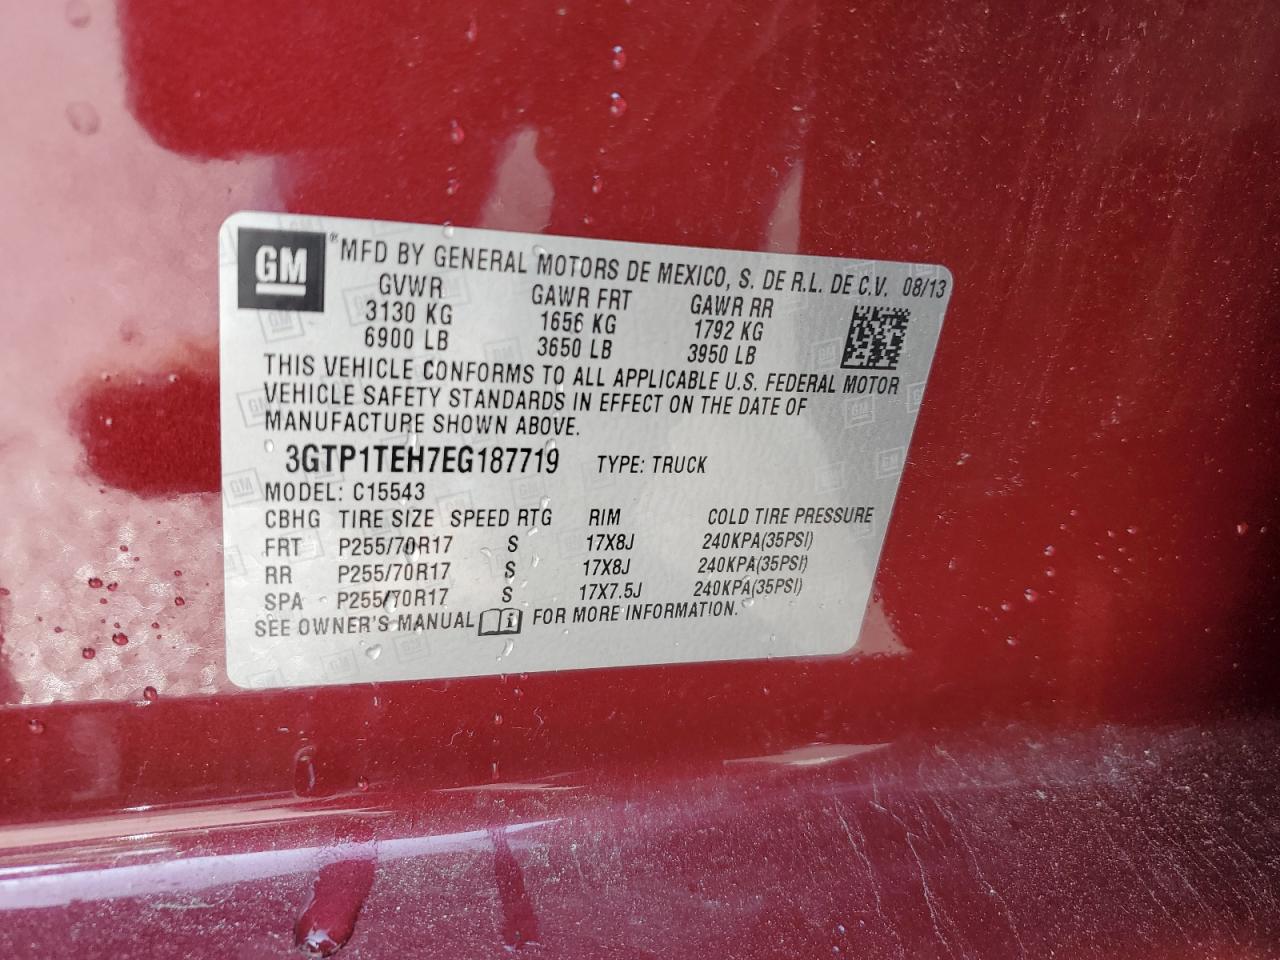 GM ® MFD BY GENERAL MOTORS DE MEXICO, S. DE R.L. DE C.V. 08/13
GVWR GAWR FRT GAWR RR
3130 KG 1656 KG 1792 KG
6900 LB 3650 LB 3950 LB
THIS VEHICLE CONFORMS TO ALL APPLICABLE U.S. FEDERAL MOTOR
VEHICLE SAFETY STANDARDS IN EFFECT ON THE DATE OF
MANUFACTURE SHOWN ABOVE.
3GTP1TEH7EG187719 TYPE: TRUCK
MODEL: C15543
CBHG TIRE SIZE SPEED RTG RIM COLD TIRE PRESSURE
FRT P255/70R17 S 17X8J 240KPA(35PSI)
RR P255/70R17 S 17X8J 240KPA(35PSI)
SPA P255/70R17 S 17X7.5J 240KPA(35PSI)
SEE OWNER'S MANUAL i FOR MORE INFORMATION.